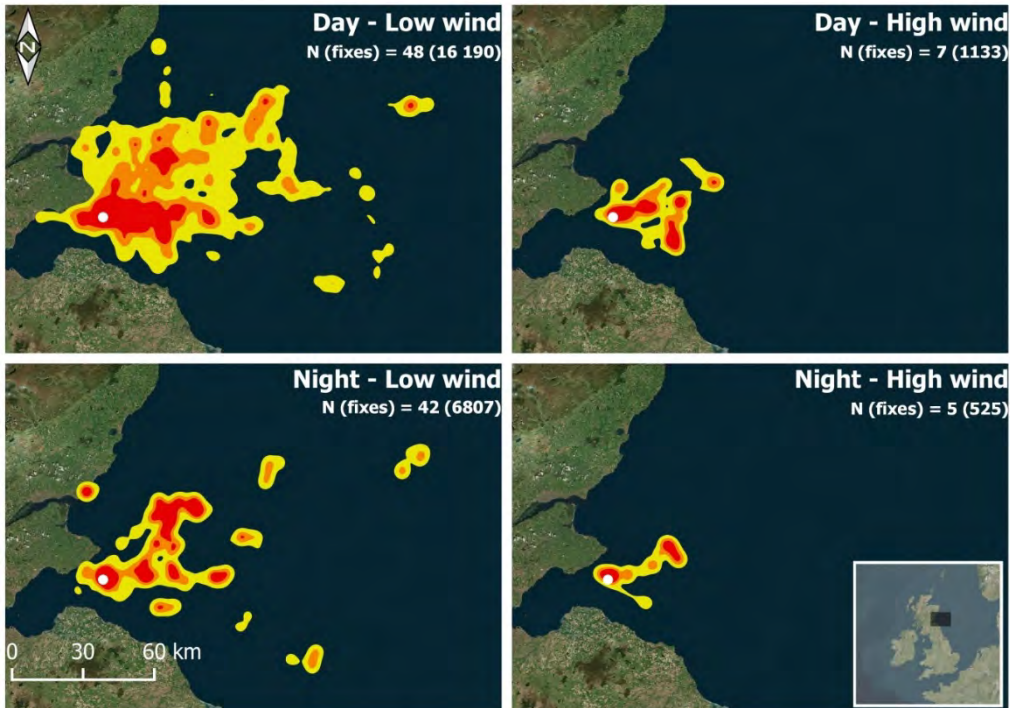 Day - Low wind
N (fixes) = 48 (16 190)
Day - High wind
N (fixes) = 7 (1133)
N
Night - Low wind
N (fixes) = 42 (6807)
Night - High wind
N (fixes) = 5 (525)
0 30 60 km